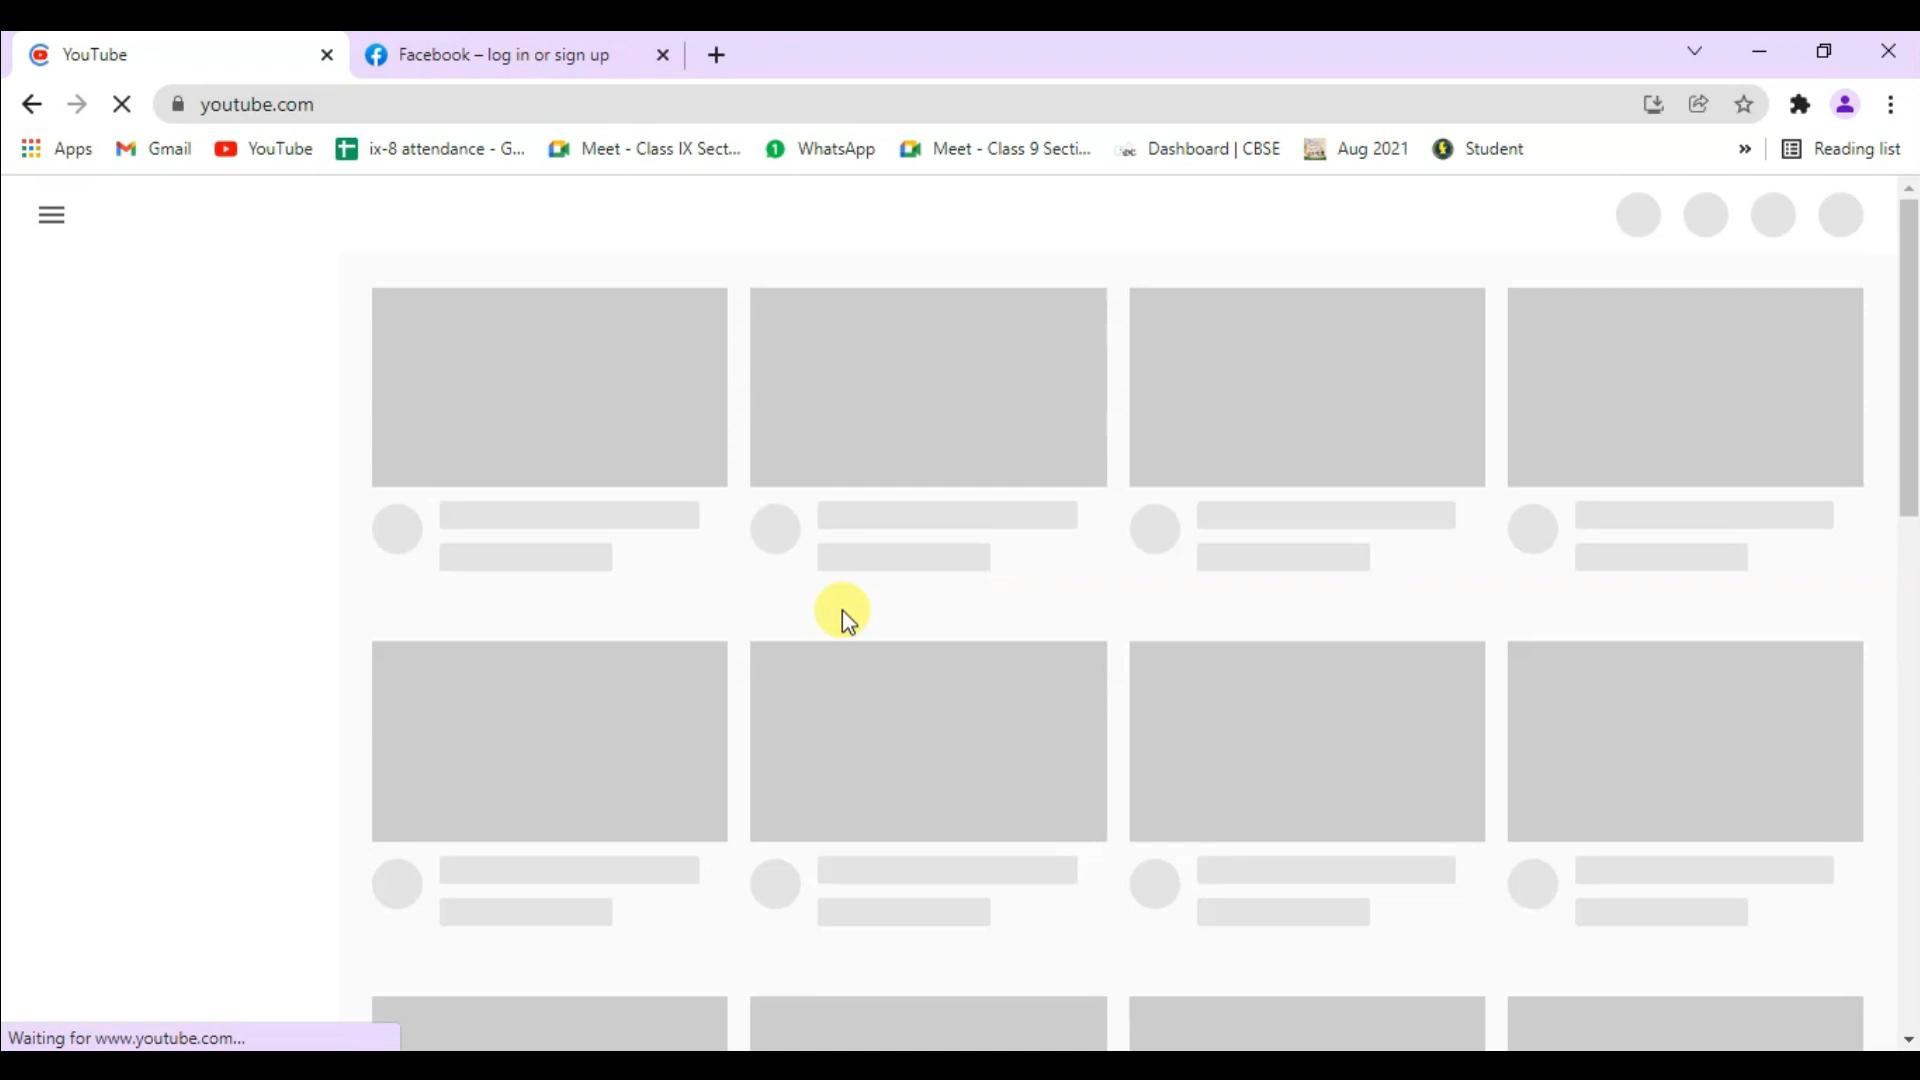 YouTube
Facebook – log in or sign up
youtube.com
Apps
Gmail
YouTube
ix-8 attendance - G...
Meet - Class IX Sect...
WhatsApp
Meet - Class 9 Secti...
Dashboard | CBSE
Aug 2021
Student
Reading list
Waiting for www.youtube.com...